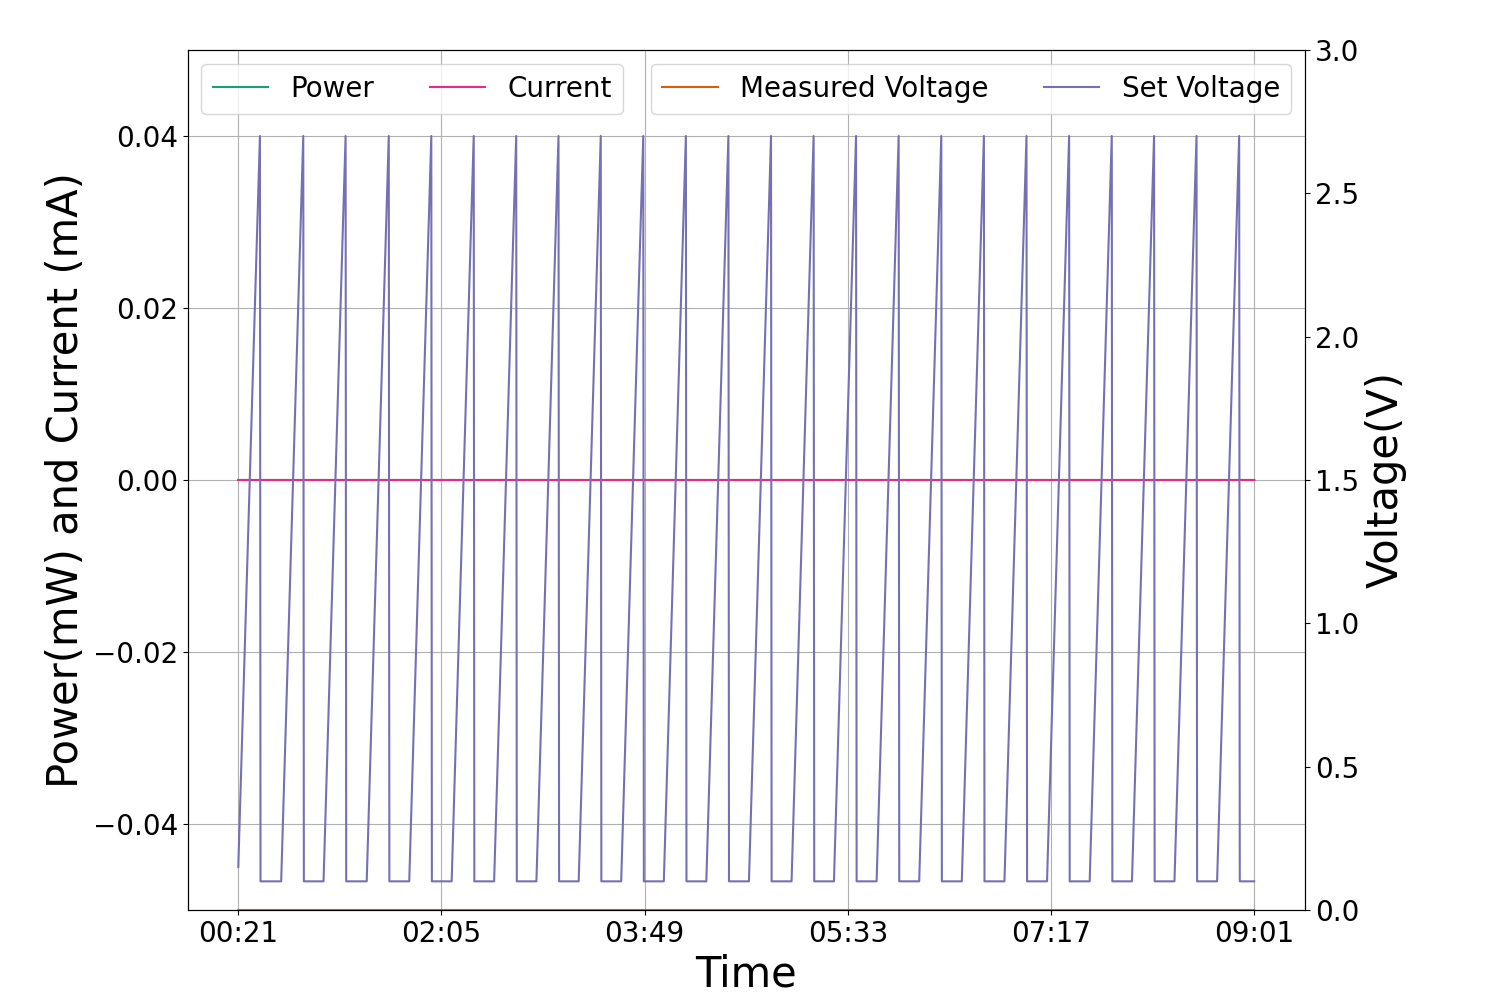 Power Current Measured Voltage Set Voltage
Power(mW) and Current (mA)
0.04
0.02
0.00
−0.02
−0.04
3.0
2.5
2.0
1.5
1.0
0.5
0.0
Voltage(V)
00:21 02:05 03:49 05:33 07:17 09:01
Time